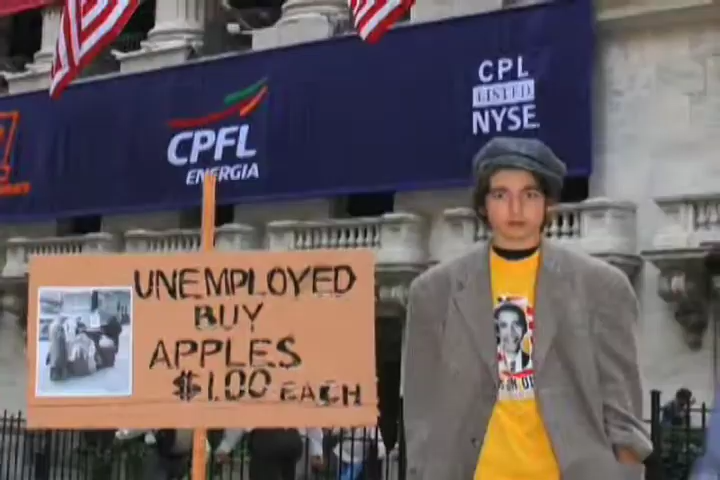 CPFL
ENERGIA
CPL
LISTED
NYSE
UNEMPLOYED
BUY
APPLES
$1.00 EACH